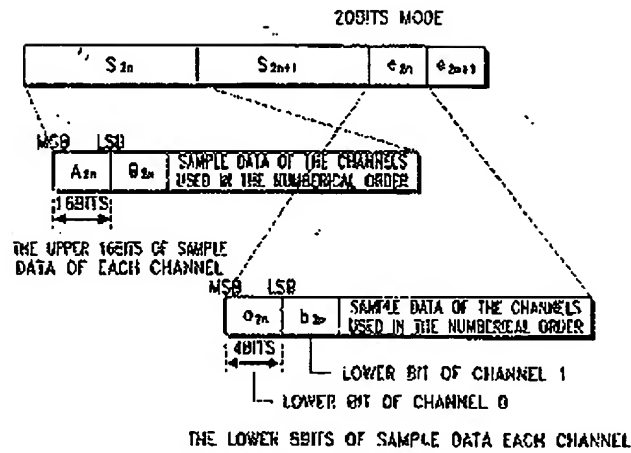 20BITS MODE
S2n S2n+1 e2n e2n+1
MSB LSB
A2n B2n SAMPLE DATA OF THE CHANNELS
USED IN THE NUMBERICAL ORDER
16BITS
THE UPPER 16BITS OF SAMPLE
DATA OF EACH CHANNEL
MSB LSB
a2n b2n SAMPLE DATA OF THE CHANNELS
USED IN THE NUMBERICAL ORDER
4BITS
LOWER BIT OF CHANNEL 1
LOWER BIT OF CHANNEL 0
THE LOWER 8BITS OF SAMPLE DATA EACH CHANNEL